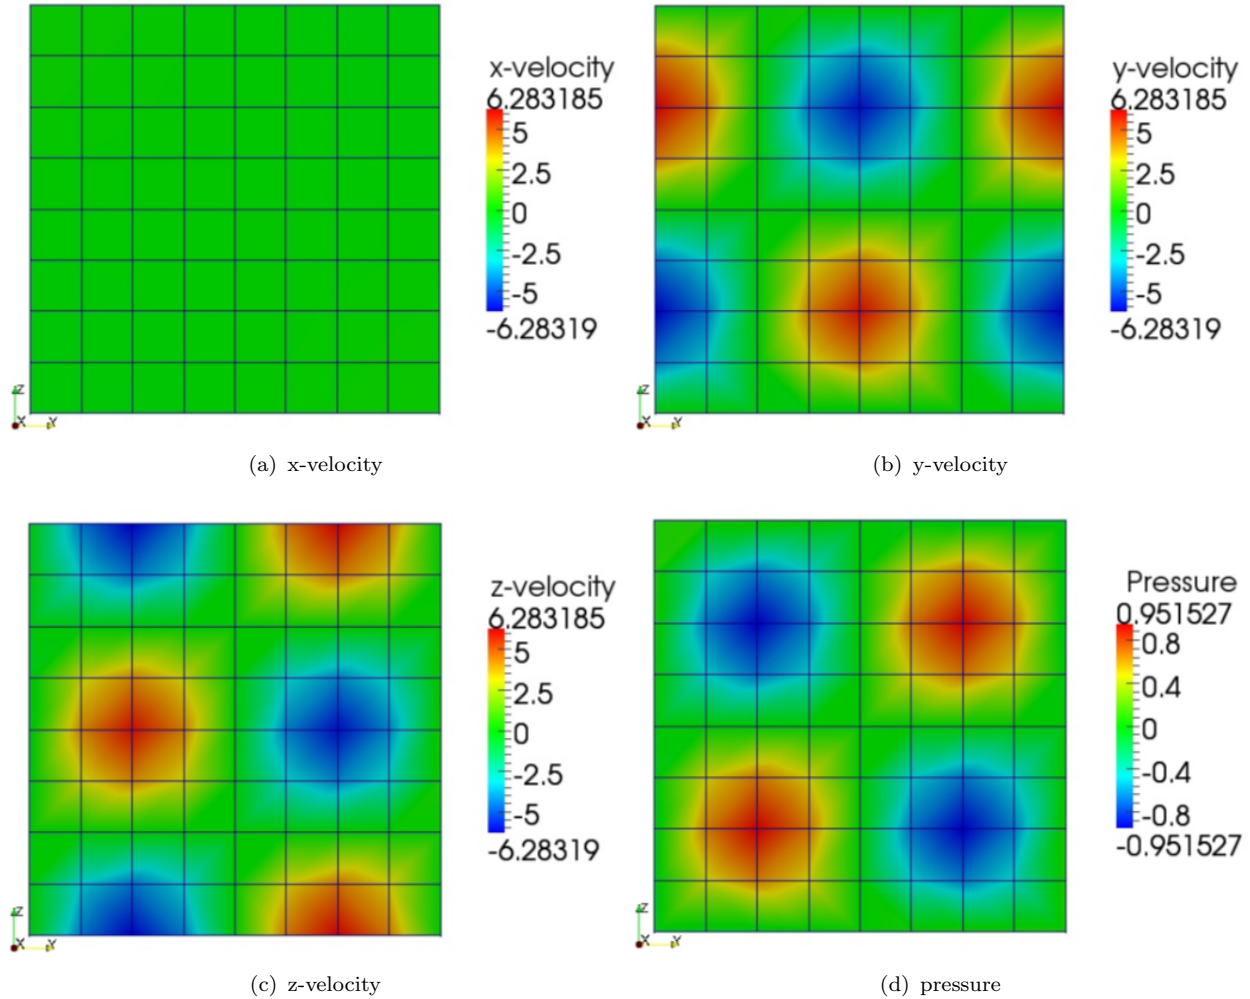 x-velocity
6.283185
5
2.5
0
-2.5
-5
-6.28319
Z
X Y
(a) x-velocity
y-velocity
6.283185
5
2.5
0
-2.5
-5
-6.28319
Z
X Y
(b) y-velocity
z-velocity
6.283185
5
2.5
0
-2.5
-5
-6.28319
Z
X Y
(c) z-velocity
Pressure
0.951527
0.8
0.4
0
-0.4
-0.8
-0.951527
Z
X Y
(d) pressure